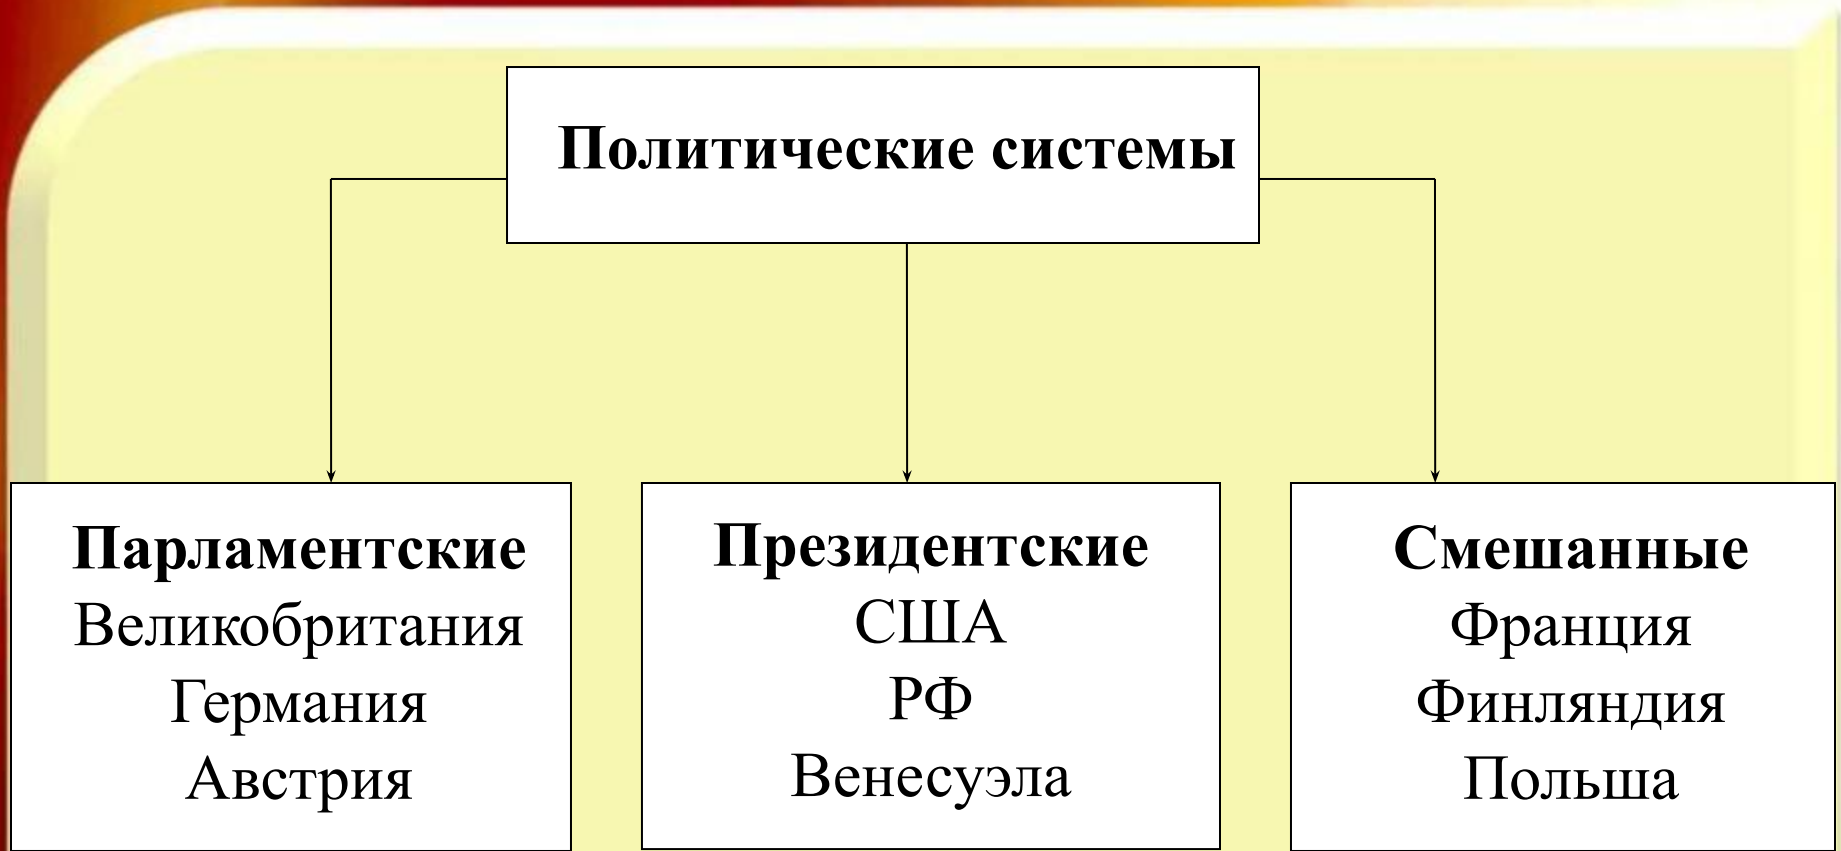 Политические системы
Парламентские
Великобритания
Германия
Австрия
Президентские
США
РФ
Венесуэла
Смешанные
Франция
Финляндия
Польша